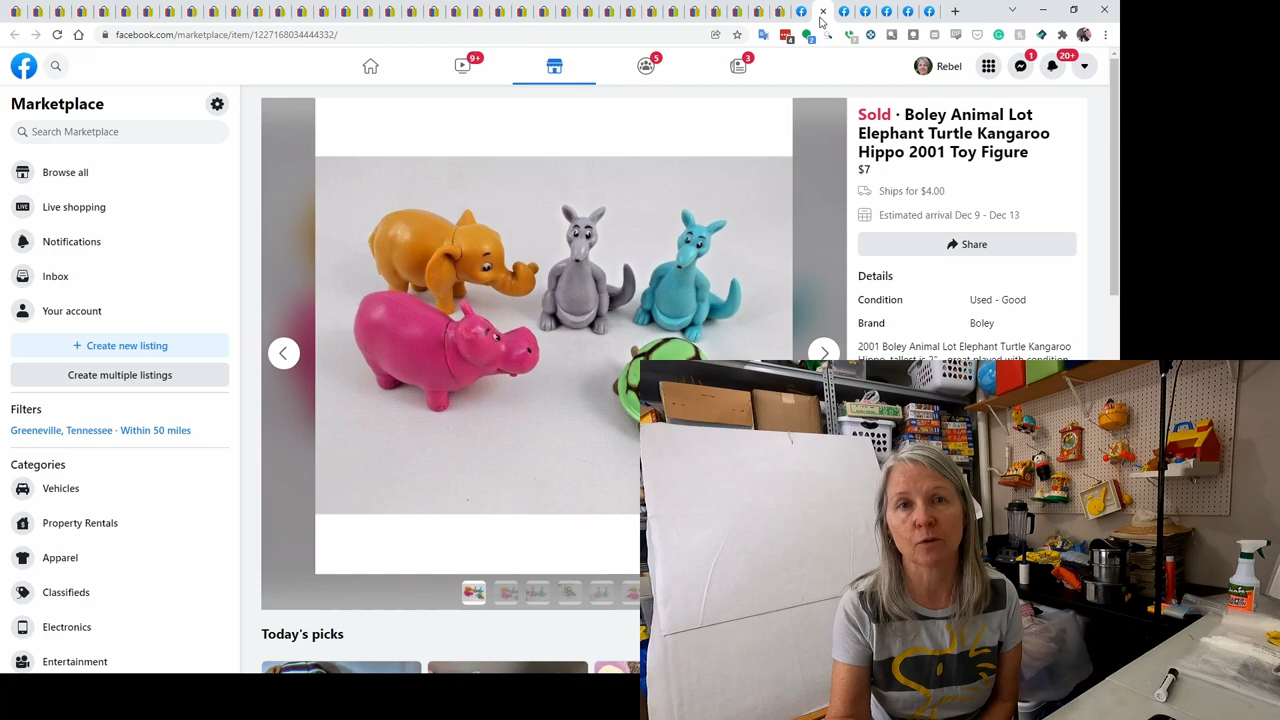 facebook.com/marketplace/item/1227168034444332/
9+
5
3
Rebel
1
20+
Marketplace
Search Marketplace
Browse all
LIVE
Live shopping
Notifications
Inbox
Your account
+ Create new listing
Create multiple listings
Filters
Greeneville, Tennessee · Within 50 miles
Categories
Vehicles
Property Rentals
Apparel
Classifieds
Electronics
Entertainment
Sold · Boley Animal Lot
Elephant Turtle Kangaroo
Hippo 2001 Toy Figure
$7
Ships for $4.00
Estimated arrival Dec 9 - Dec 13
Share
Details
Condition Used - Good
Brand Boley
2001 Boley Animal Lot Elephant Turtle Kangaroo
Today's picks